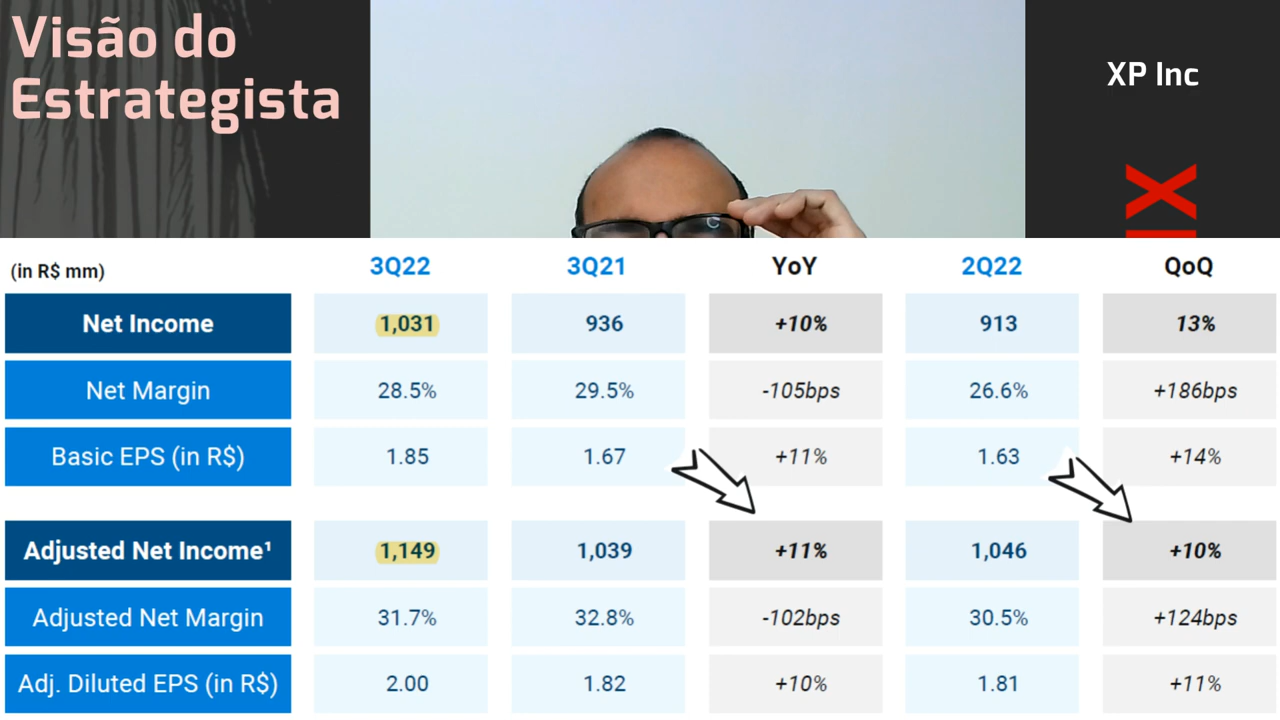 Visão do
Estrategista
XP Inc
IX
(in R$ mm) 3Q22 3Q21 YoY 2Q22 QoQ
Net Income 1,031 936 +10% 913 13%
Net Margin 28.5% 29.5% -105bps 26.6% +186bps
Basic EPS (in R$) 1.85 1.67 +11% 1.63 +14%
Adjusted Net Income¹ 1,149 1,039 +11% 1,046 +10%
Adjusted Net Margin 31.7% 32.8% -102bps 30.5% +124bps
Adj. Diluted EPS (in R$) 2.00 1.82 +10% 1.81 +11%